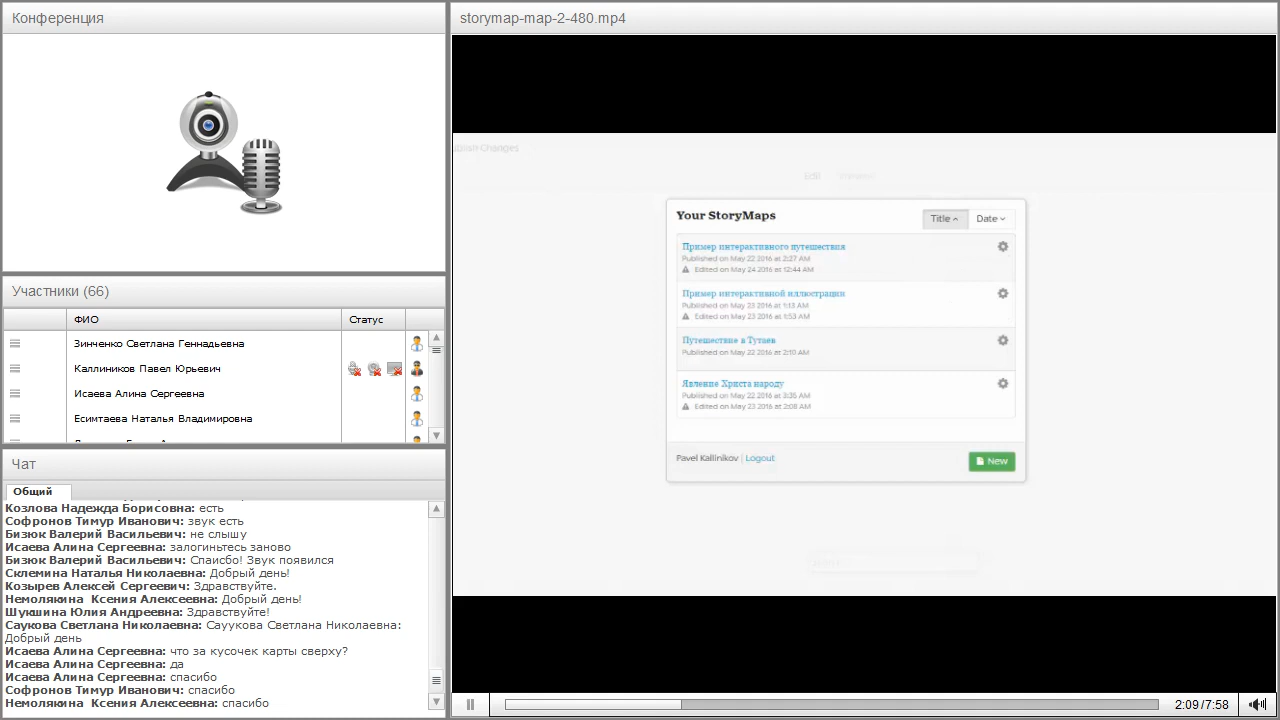 Конференция
storymap-map-2-480.mp4
Changes
Edit
Your StoryMaps
Title
Date
Пример интерактивного путешествия
Published on May 22 2016 at 2:37 AM
Edited on May 24 2016 at 12:44 AM
Пример интерактивной иллюстрации
Published on May 23 2016 at 1:13 AM
Edited on May 23 2016 at 1:53 AM
Путешествие в Тутаев
Published on May 22 2016 at 2:10 AM
Явление Христа народу
Published on May 22 2016 at 3:35 AM
Edited on May 23 2016 at 2:08 AM
Pavel Kallinikov | Logout
New
Участники (66)
ФИО Статус
Зинченко Светлана Геннадьевна
Каллиников Павел Юрьевич
Исаева Алина Сергеевна
Есимтаева Наталья Владимировна
Чат
Общий
Козлова Надежда Борисовна: есть
Софронов Тимур Иванович: звук есть
Бизюк Валерий Васильевич: не слышу
Исаева Алина Сергеевна: залогиньтесь заново
Бизюк Валерий Васильевич: Спаисбо! Звук появился
Склемина Наталья Николаевна: Добрый день!
Козырев Алексей Сергеевич: Здравствуйте.
Немолякина Ксения Алексеевна: Добрый день!
Шукшина Юлия Андреевна: Здравствуйте!
Саукова Светлана Николаевна: Сауукова Светлана Николаевна:
Добрый день
Исаева Алина Сергеевна: что за кусочек карты сверху?
Исаева Алина Сергеевна: да
Исаева Алина Сергеевна: спасибо
Софронов Тимур Иванович: спасибо
Немолякина Ксения Алексеевна: спасибо
2:09/7:58